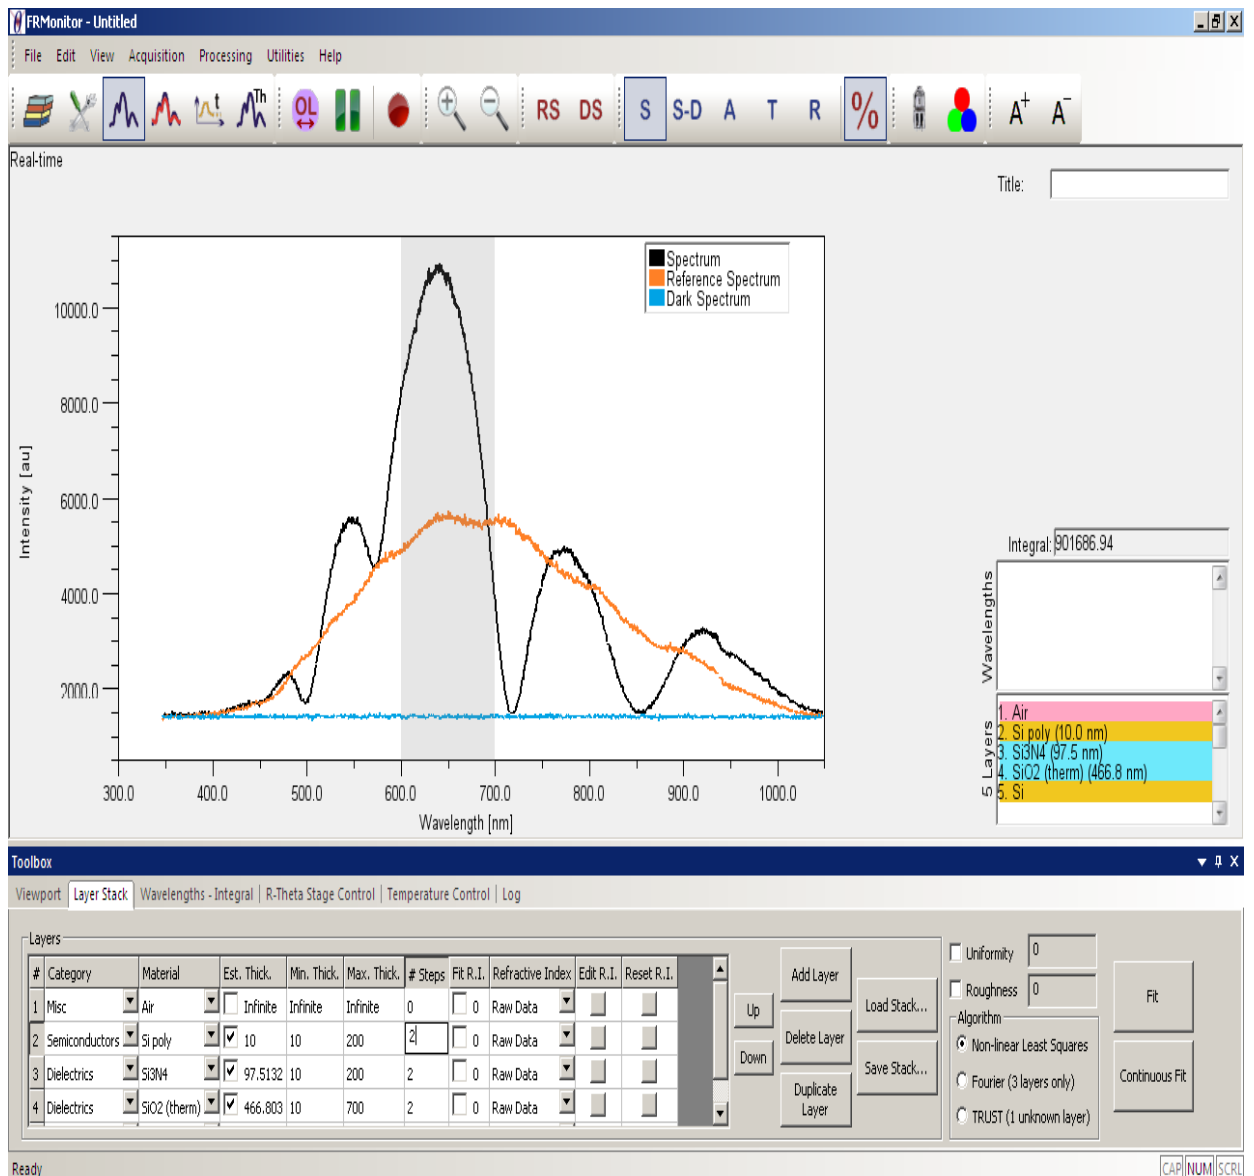 FRMonitor - Untitled
File Edit View Acquisition Processing Utilities Help
t Th OL RS DS S S-D A T R % A+ A-
Real-time
Title:
Spectrum
Reference Spectrum
Dark Spectrum
10000.0
8000.0
6000.0
4000.0
2000.0
Intensity [au]
300.0 400.0 500.0 600.0 700.0 800.0 900.0 1000.0
Wavelength [nm]
Integral: 901686.94
Wavelengths
5 Layers
1. Air
2. Si poly (10.0 nm)
3. Si3N4 (97.5 nm)
4. SiO2 (therm) (466.8 nm)
5. Si
Toolbox
Viewport Layer Stack Wavelengths - Integral R-Theta Stage Control Temperature Control Log
Layers
# Category Material Est. Thick. Min. Thick. Max. Thick. # Steps Fit R.I. Refractive Index Edit R.I. Reset R.I.
1 Misc Air Infinite Infinite Infinite 0 0 Raw Data
2 Semiconductors Si poly 10 10 200 2 0 Raw Data
3 Dielectrics Si3N4 97.5132 10 200 2 0 Raw Data
4 Dielectrics SiO2 (therm) 466.803 10 700 2 0 Raw Data
Up
Down
Add Layer
Delete Layer
Duplicate
Layer
Load Stack...
Save Stack...
Uniformity 0
Roughness 0
Algorithm
Non-linear Least Squares
Fourier (3 layers only)
TRUST (1 unknown layer)
Fit
Continuous Fit
Ready
CAP NUM SCRL